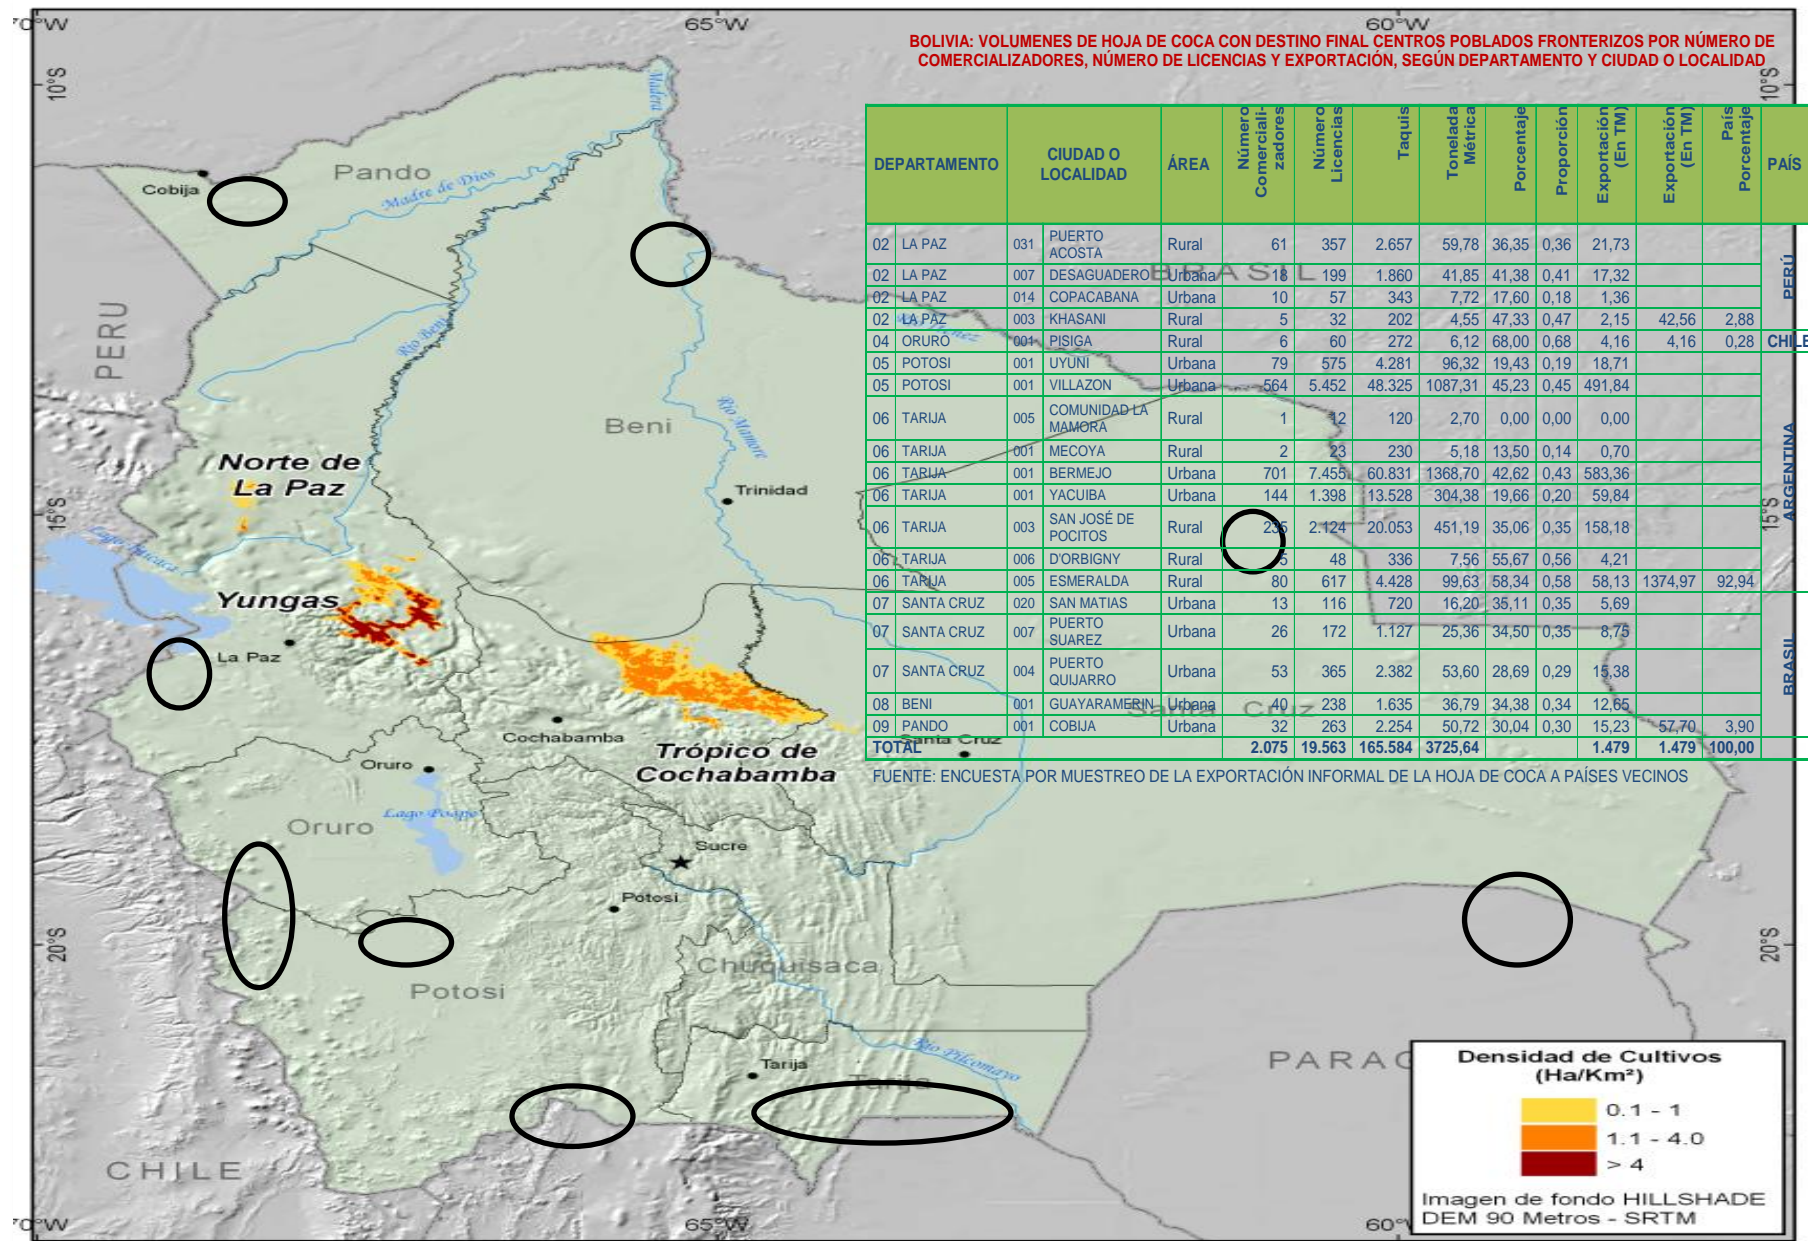 70°W 65°W 60°W
BOLIVIA: VOLUMENES DE HOJA DE COCA CON DESTINO FINAL CENTROS POBLADOS FRONTERIZOS POR NÚMERO DE
COMERCIALIZADORES, NÚMERO DE LICENCIAS Y EXPORTACIÓN, SEGÚN DEPARTAMENTO Y CIUDAD O LOCALIDAD
10°S 10°S
DEPARTAMENTO CIUDAD O LOCALIDAD ÁREA Número Comerciali-zadores Número Licencias Taquis Tonelada Métrica Porcentaje Proporción Exportación (En TM) Exportación (En TM) País Porcentaje PAÍS
02 LA PAZ 031 PUERTO ACOSTA Rural 61 357 2.657 59,78 36,35 0,36 21,73
02 LA PAZ 007 DESAGUADERO Urbana 18 199 1.860 41,85 41,38 0,41 17,32
02 LA PAZ 014 COPACABANA Urbana 10 57 343 7,72 17,60 0,18 1,36
02 LA PAZ 003 KHASANI Rural 5 32 202 4,55 47,33 0,47 2,15 42,56 2,88
PERÚ
04 ORURO 001 PISIGA Rural 6 60 272 6,12 68,00 0,68 4,16 4,16 0,28 CHILE
05 POTOSI 001 UYUNI Urbana 79 575 4.281 96,32 19,43 0,19 18,71
05 POTOSI 001 VILLAZON Urbana 564 5.452 48.325 1087,31 45,23 0,45 491,84
06 TARIJA 005 COMUNIDAD LA MAMORA Rural 1 12 120 2,70 0,00 0,00 0,00
06 TARIJA 001 MECOYA Rural 2 23 230 5,18 13,50 0,14 0,70
06 TARIJA 001 BERMEJO Urbana 701 7.455 60.831 1368,70 42,62 0,43 583,36
06 TARIJA 001 YACUIBA Urbana 144 1.398 13.528 304,38 19,66 0,20 59,84
06 TARIJA 003 SAN JOSÉ DE POCITOS Rural 235 2.124 20.053 451,19 35,06 0,35 158,18
06 TARIJA 006 D'ORBIGNY Rural 5 48 336 7,56 55,67 0,56 4,21
06 TARIJA 005 ESMERALDA Rural 80 617 4.428 99,63 58,34 0,58 58,13 1374,97 92,94
ARGENTINA
07 SANTA CRUZ 020 SAN MATIAS Urbana 13 116 720 16,20 35,11 0,35 5,69
07 SANTA CRUZ 007 PUERTO SUAREZ Urbana 26 172 1.127 25,36 34,50 0,35 8,75
07 SANTA CRUZ 004 PUERTO QUIJARRO Urbana 53 365 2.382 53,60 28,69 0,29 15,38
08 BENI 001 GUAYARAMERIN Urbana 40 238 1.635 36,79 34,38 0,34 12,65
09 PANDO 001 COBIJA Urbana 32 263 2.254 50,72 30,04 0,30 15,23 57,70 3,90
BRASIL
TOTAL 2.075 19.563 165.584 3725,64 1.479 1.479 100,00
FUENTE: ENCUESTA POR MUESTREO DE LA EXPORTACIÓN INFORMAL DE LA HOJA DE COCA A PAÍSES VECINOS
Madera
Pando
Cobija
Madre de Dios
BRASIL
PERU
Rio Beni
Rio Itenez
Beni
Rio Mamore
Norte de
La Paz
Trinidad
15°S 15°S
Lago Titicaca
Yungas
La Paz
Santa Cruz
Cochabamba
Santa Cruz
Trópico de
Cochabamba
Oruro
Lago Poopo
Oruro
Sucre
Potosi
20°S 20°S
Chuquisaca
Potosi
Rio Pilcomayo
Tarija
Tarija
PARAG
CHILE
Densidad de Cultivos
(Ha/Km²)
0.1 - 1
1.1 - 4.0
> 4
Imagen de fondo HILLSHADE
DEM 90 Metros - SRTM
70°W 65°W 60°W